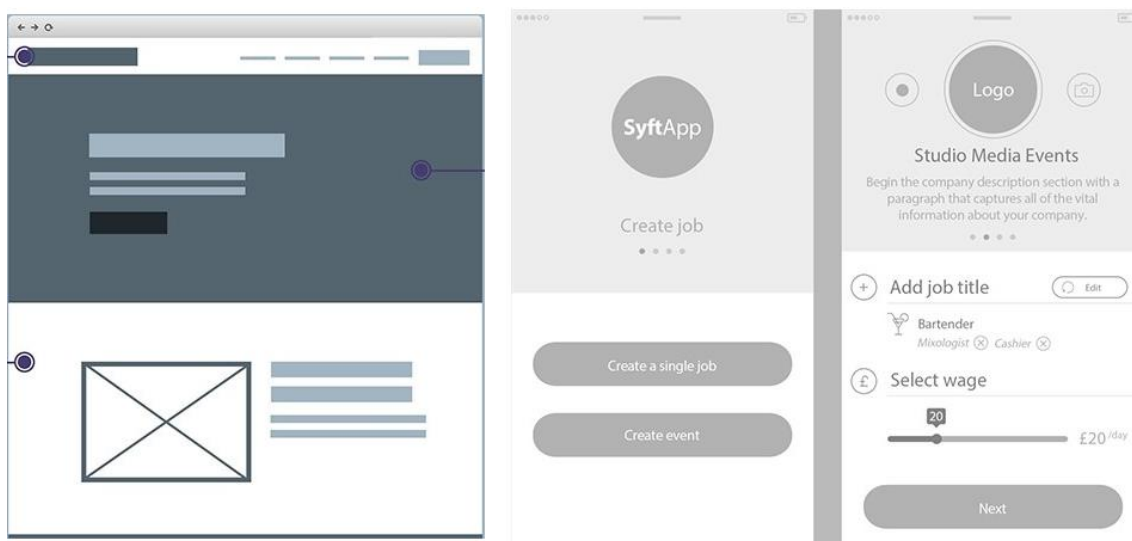 SyftApp
Create job
Create a single job
Create event
Logo
Studio Media Events
Begin the company description section with a
paragraph that captures all of the vital
information about your company.
Add job title
Edit
Bartender
Mixologist Cashier
£
Select wage
20
£20 /day
Next